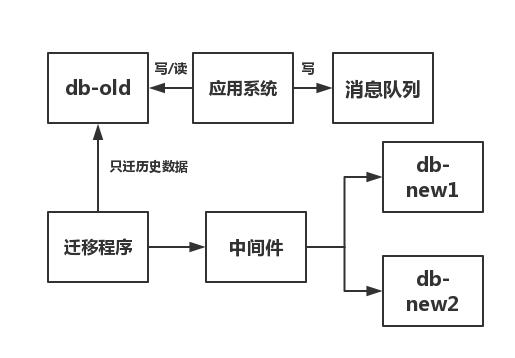 db-old
写/读
应用系统
写
消息队列
只迁历史数据
迁移程序
中间件
db-
new1
db-
new2